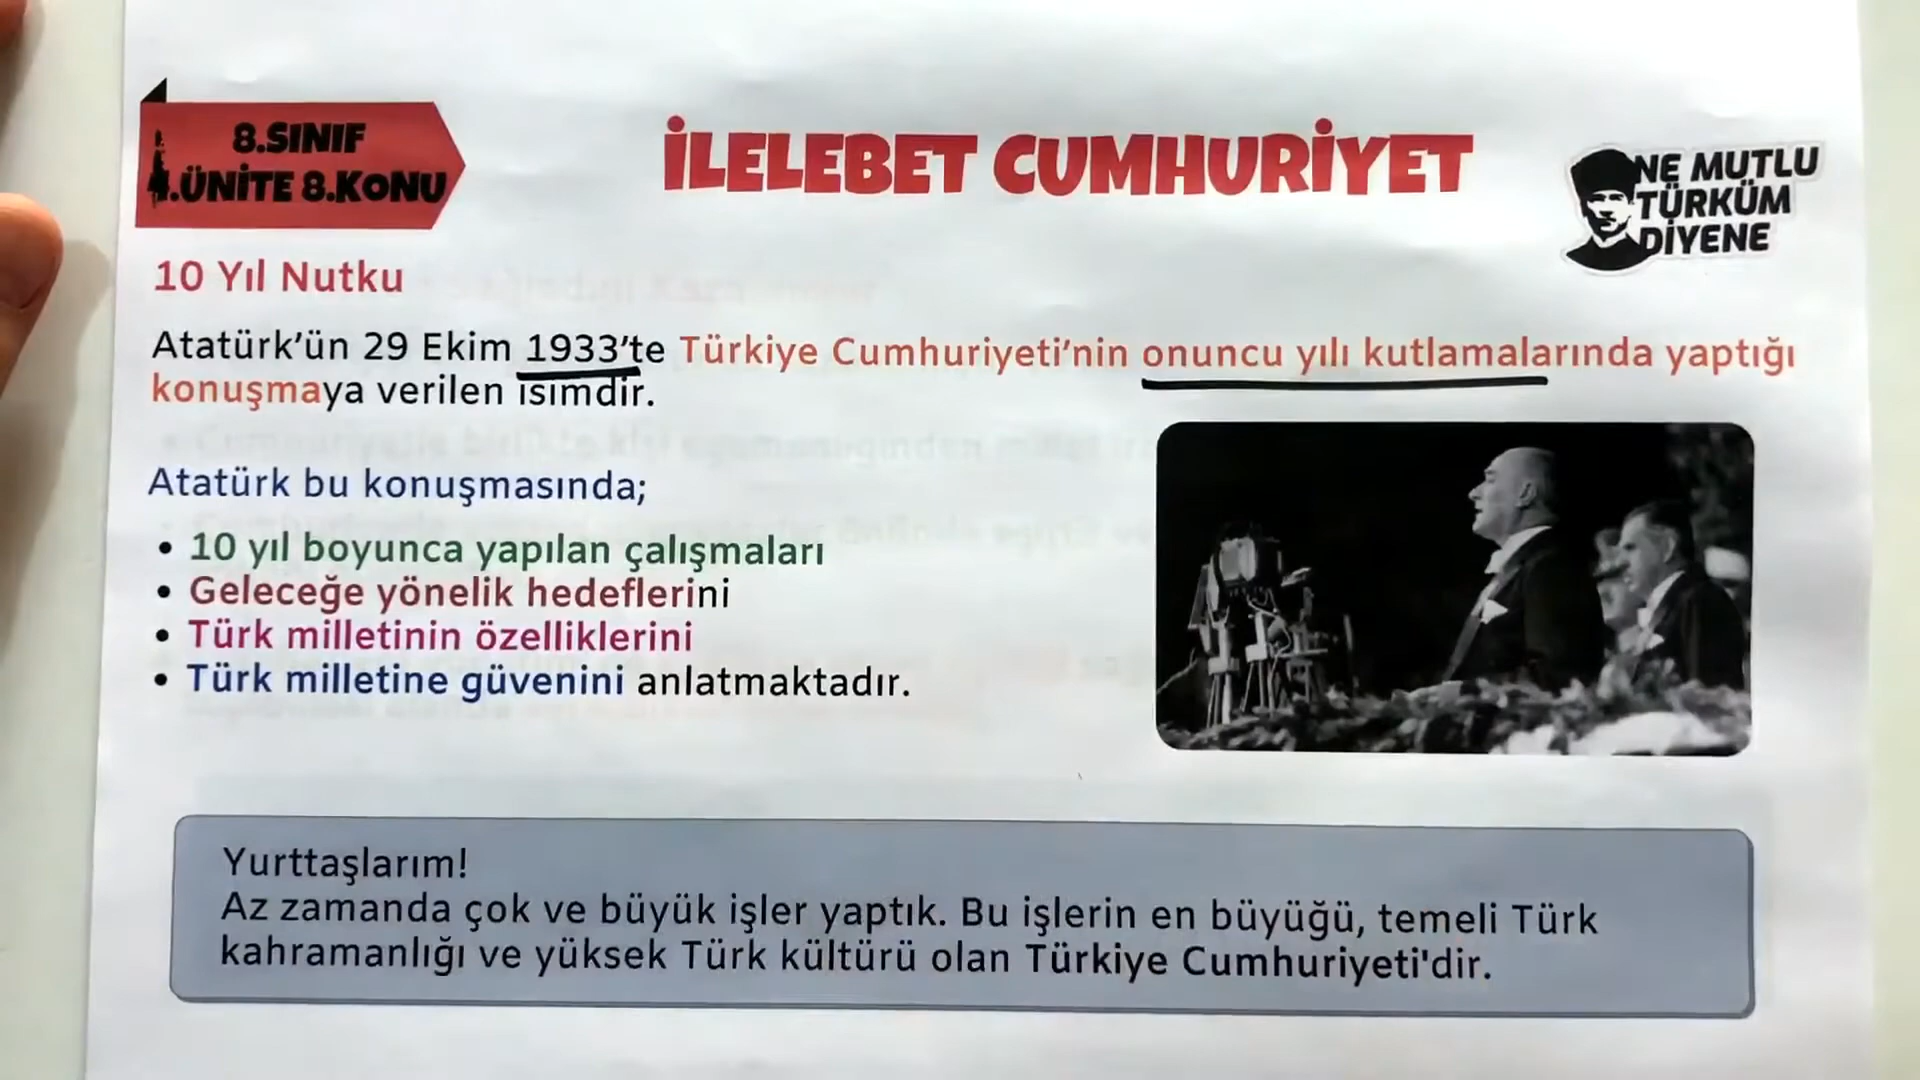 8.SINIF
.ÜNİTE 8.KONU
İLELEBET CUMHURİYET
NE MUTLU
TÜRKÜM
DİYENE
10 Yıl Nutku
Atatürk’ün 29 Ekim 1933’te Türkiye Cumhuriyeti’nin onuncu yılı kutlamalarında yaptığı
konuşmaya verilen isimdir.
Atatürk bu konuşmasında;
• 10 yıl boyunca yapılan çalışmaları
• Geleceğe yönelik hedeflerini
• Türk milletinin özelliklerini
• Türk milletine güvenini anlatmaktadır.
Yurttaşlarım!
Az zamanda çok ve büyük işler yaptık. Bu işlerin en büyüğü, temeli Türk
kahramanlığı ve yüksek Türk kültürü olan Türkiye Cumhuriyeti'dir.